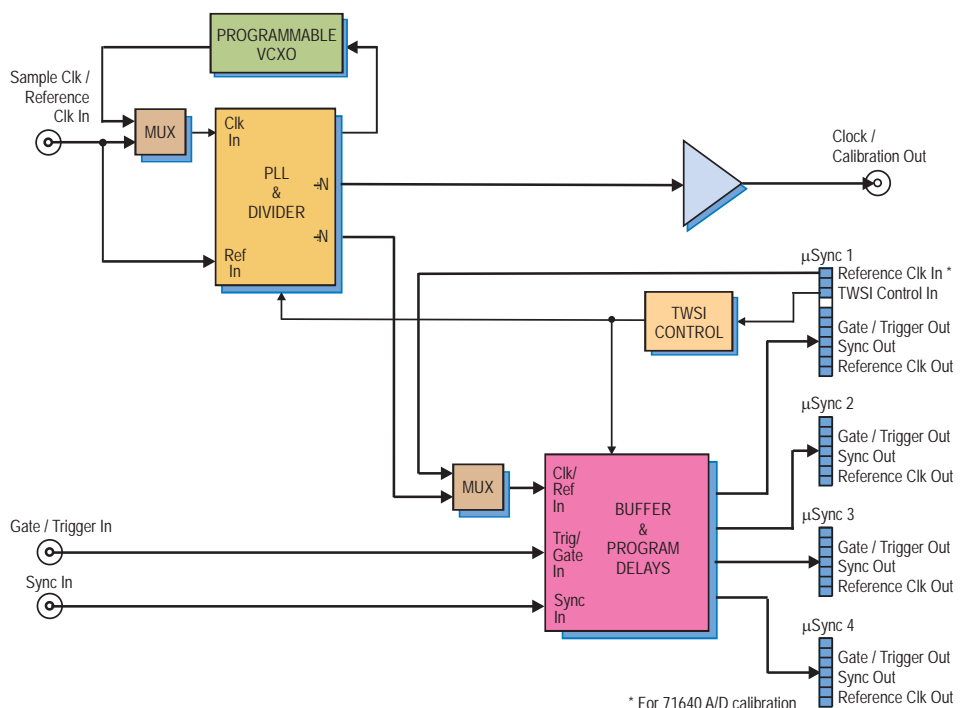 PROGRAMMABLE
VCXO
Sample Clk /
Reference
Clk In
MUX
Clk
In
PLL
&
DIVIDER
÷N
÷N
Ref
In
Clock /
Calibration Out
μSync 1
Reference Clk In *
TWSI Control In
Gate / Trigger Out
Sync Out
Reference Clk Out
TWSI
CONTROL
μSync 2
Gate / Trigger Out
Sync Out
Reference Clk Out
MUX
Clk/
Ref
In
Trig/
Gate
In
Sync
In
BUFFER
&
PROGRAM
DELAYS
Gate / Trigger In
Sync In
μSync 3
Gate / Trigger Out
Sync Out
Reference Clk Out
μSync 4
Gate / Trigger Out
Sync Out
Reference Clk Out
* For 71640 A/D calibration